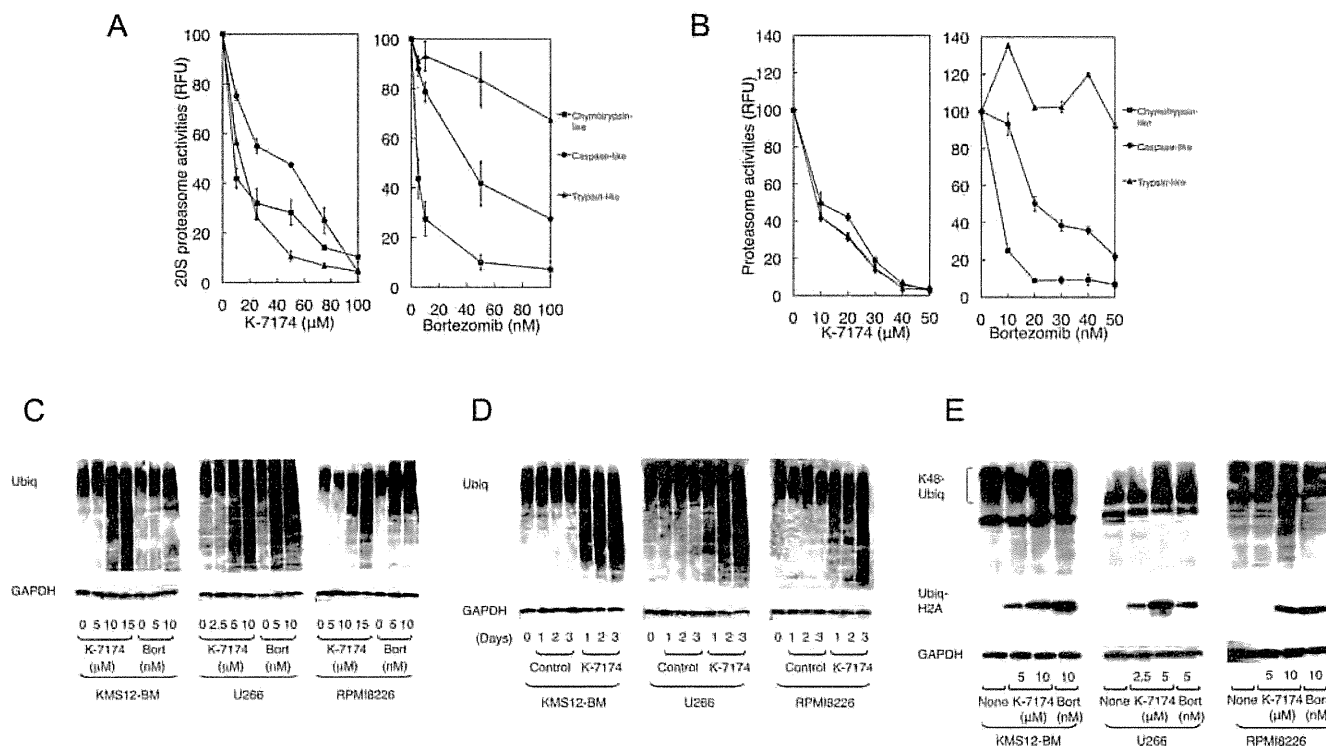 A
B
100
80
60
40
20
0
20S proteasome activities (RFU)
0 20 40 60 80 100
K-7174 (µM)
100
80
60
40
20
0
0 20 40 60 80 100
Bortezomib (nM)
Chymotrypsin-like
Caspase-like
Trypsin-like
140
120
100
80
60
40
20
0
Proteasome activities (RFU)
0 10 20 30 40 50
K-7174 (µM)
140
120
100
80
60
40
20
0
0 10 20 30 40 50
Bortezomib (nM)
Chymotrypsin-like
Caspase-like
Trypsin-like
C
Ubiq
GAPDH
0 5 10 15 0 5 10
K-7174 (µM)
Bort (nM)
KMS12-BM
0 2.5 5 10 0 5 10
K-7174 (µM)
Bort (nM)
U266
0 5 10 15 0 5 10
K-7174 (µM)
Bort (nM)
RPMI8226
D
Ubiq
GAPDH
(Days)
0 1 2 3 1 2 3
Control K-7174
KMS12-BM
0 1 2 3 1 2 3
Control K-7174
U266
0 1 2 3 1 2 3
Control K-7174
RPMI8226
E
K48-Ubiq
Ubiq-H2A
GAPDH
5 10 10
None K-7174 (µM) Bort (nM)
KMS12-BM
2.5 5 5
None K-7174 (µM) Bort (nM)
U266
5 10 10
None K-7174 (µM) Bort (nM)
RPMI8226